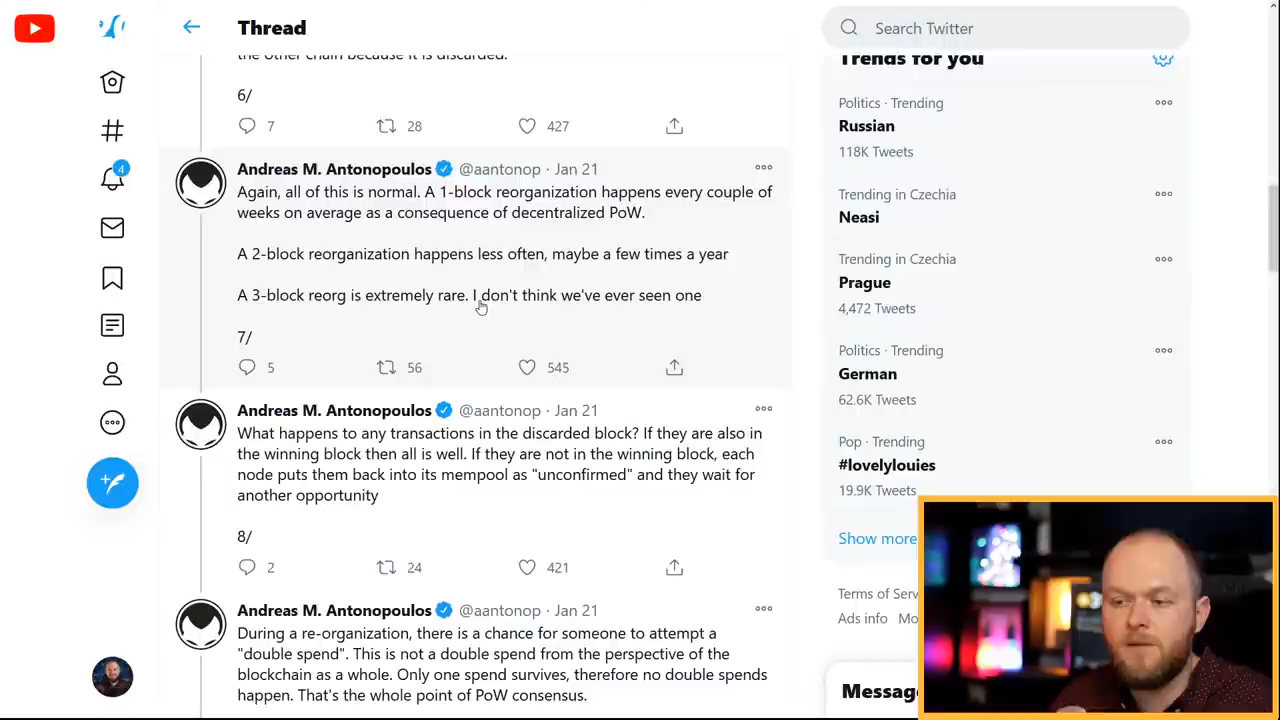 Thread
Search Twitter
the other chain because it is discarded.
6/
7 28 427
Andreas M. Antonopoulos @aantonop · Jan 21
Again, all of this is normal. A 1-block reorganization happens every couple of
weeks on average as a consequence of decentralized PoW.
A 2-block reorganization happens less often, maybe a few times a year
A 3-block reorg is extremely rare. I don't think we've ever seen one
7/
5 56 545
Andreas M. Antonopoulos @aantonop · Jan 21
What happens to any transactions in the discarded block? If they are also in
the winning block then all is well. If they are not in the winning block, each
node puts them back into its mempool as "unconfirmed" and they wait for
another opportunity
8/
2 24 421
Andreas M. Antonopoulos @aantonop · Jan 21
During a re-organization, there is a chance for someone to attempt a
"double spend". This is not a double spend from the perspective of the
blockchain as a whole. Only one spend survives, therefore no double spends
happen. That's the whole point of PoW consensus.
4
Trends for you
Politics · Trending
Russian
118K Tweets
Trending in Czechia
Neasi
Trending in Czechia
Prague
4,472 Tweets
Politics · Trending
German
62.6K Tweets
Pop · Trending
#lovelylouies
19.9K Tweets
Show more
Terms of Serv
Ads info Mo
Message